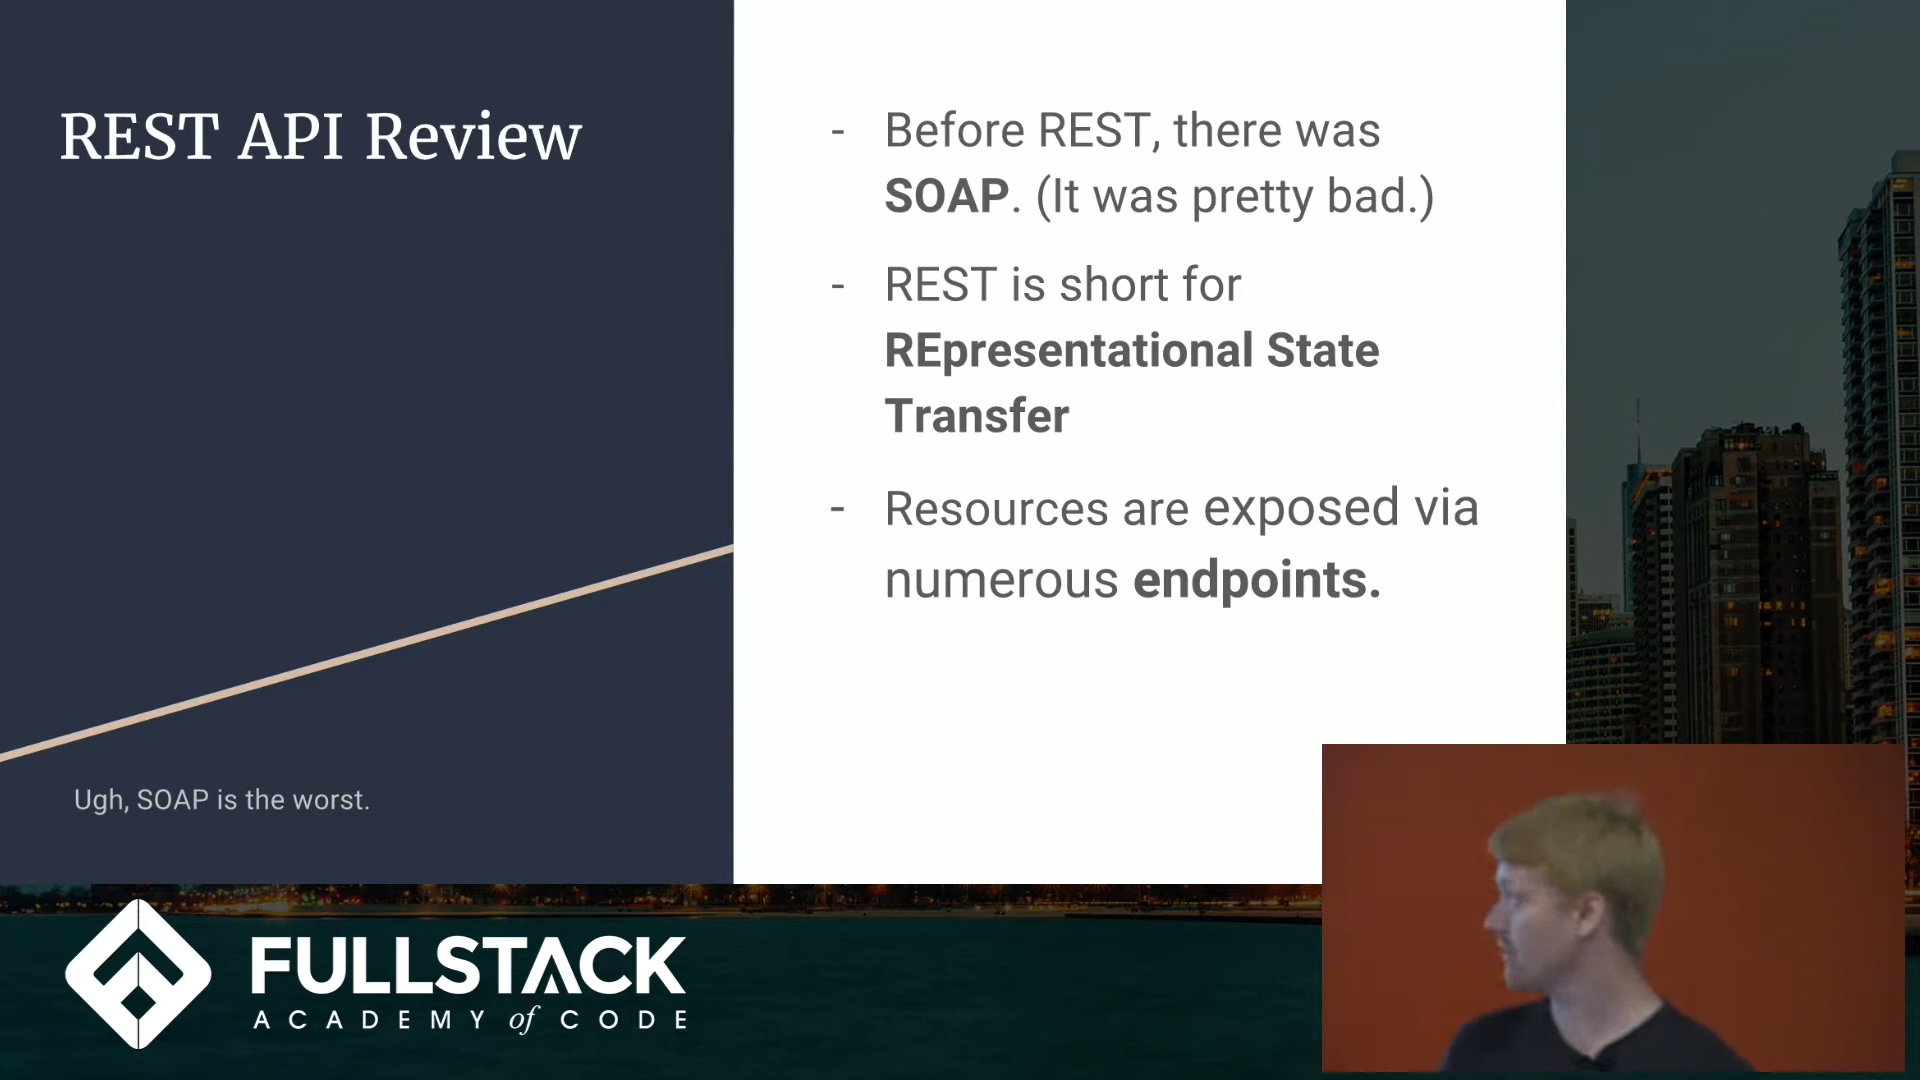 REST API Review
Ugh, SOAP is the worst.
- Before REST, there was
SOAP. (It was pretty bad.)
- REST is short for
REpresentational State
Transfer
- Resources are exposed via
numerous endpoints.
FULLSTACK
ACADEMY of CODE